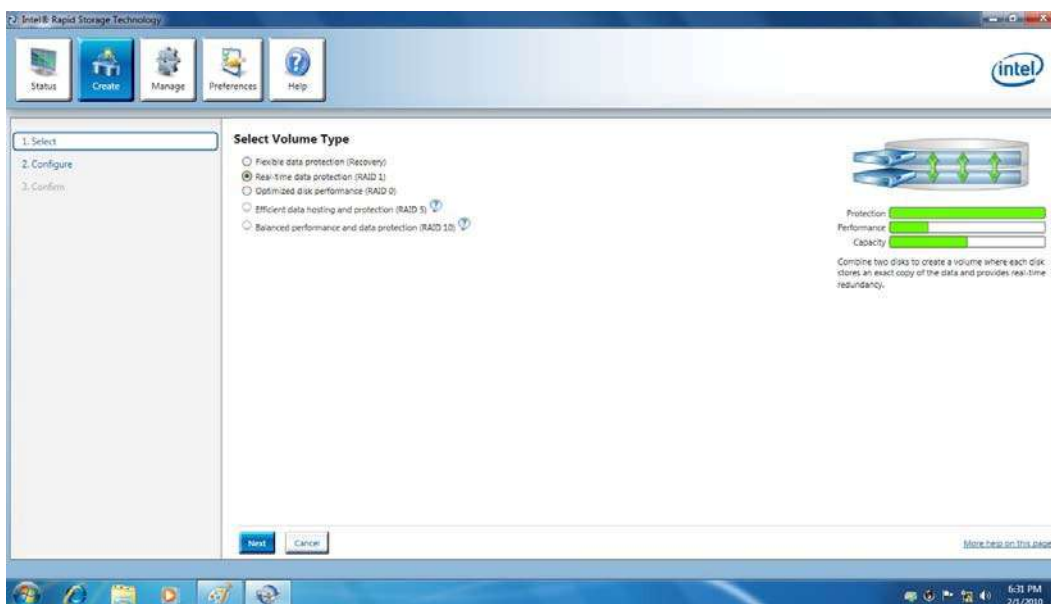 Intel® Rapid Storage Technology
Status
Create
Manage
Preferences
Help
intel
1. Select
2. Configure
3. Confirm
Select Volume Type
Flexible data protection (Recovery)
Real-time data protection (RAID 1)
Optimized disk performance (RAID 0)
Efficient data hosting and protection (RAID 5)
Balanced performance and data protection (RAID 10)
Protection
Performance
Capacity
Combine two disks to create a volume where each disk
stores an exact copy of the data and provides real-time
redundancy.
Next
Cancel
More help on this page
6:31 PM
2/1/2010